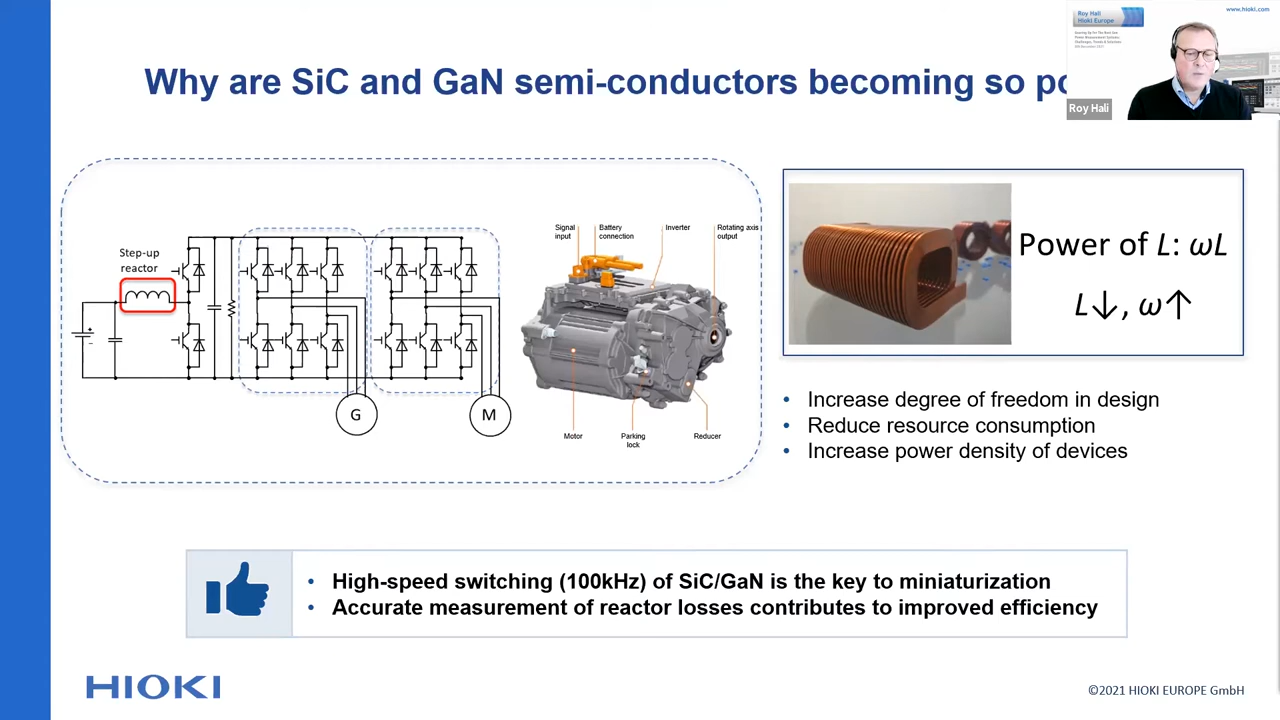 www.hioki.com
Roy Hali
Hioki Europe
Why are SiC and GaN semi-conductors becoming so po
Roy Hali
Step-up
reactor
G
M
Signal
input
Battery
connection
Inverter
Rotating axis
output
Motor
Parking
lock
Reducer
Power of L: ωL
L↓, ω↑
• Increase degree of freedom in design
• Reduce resource consumption
• Increase power density of devices
• High-speed switching (100kHz) of SiC/GaN is the key to miniaturization
• Accurate measurement of reactor losses contributes to improved efficiency
HIOKI
©2021 HIOKI EUROPE GmbH